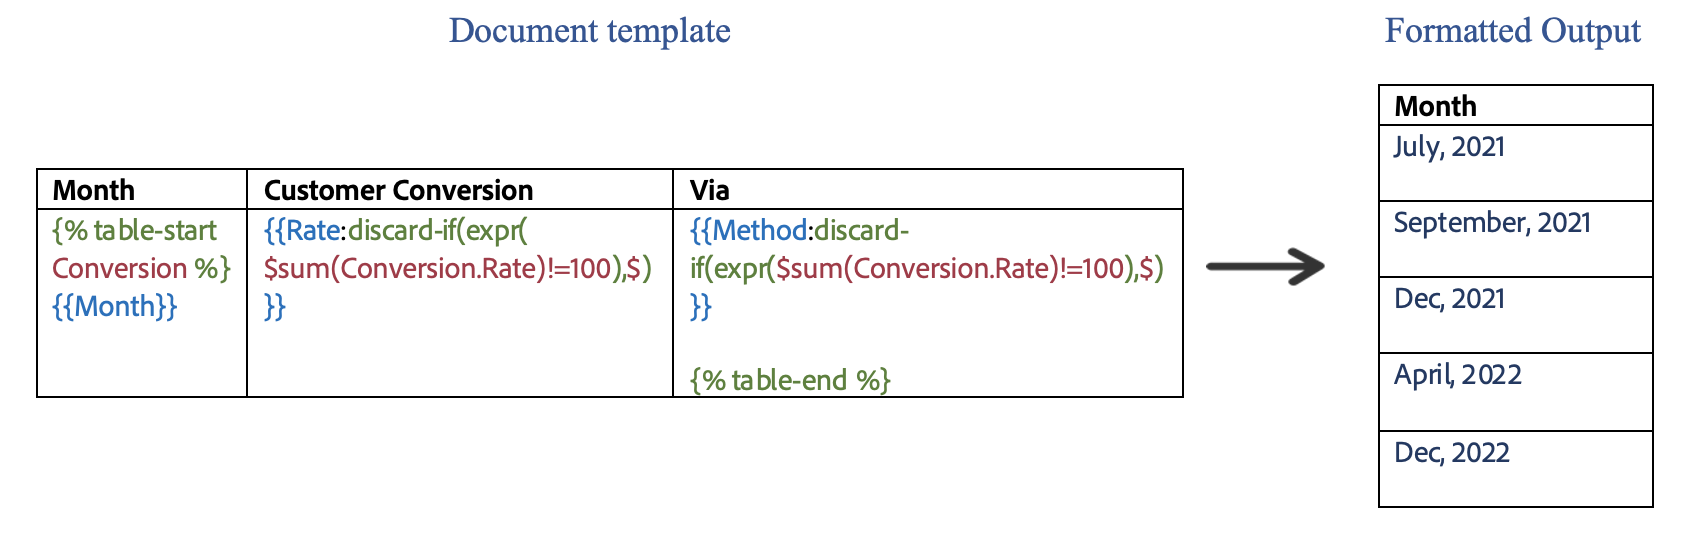 Document template
Formatted Output
Month
Customer Conversion
Via
{% table-start
Conversion %}
{{Month}}
{{Rate:discard-if(expr(
$sum(Conversion.Rate)!=100),$)
}}
{{Method:discard-
if(expr($sum(Conversion.Rate)!=100),$)
}}
{% table-end %}
Month
July, 2021
September, 2021
Dec, 2021
April, 2022
Dec, 2022